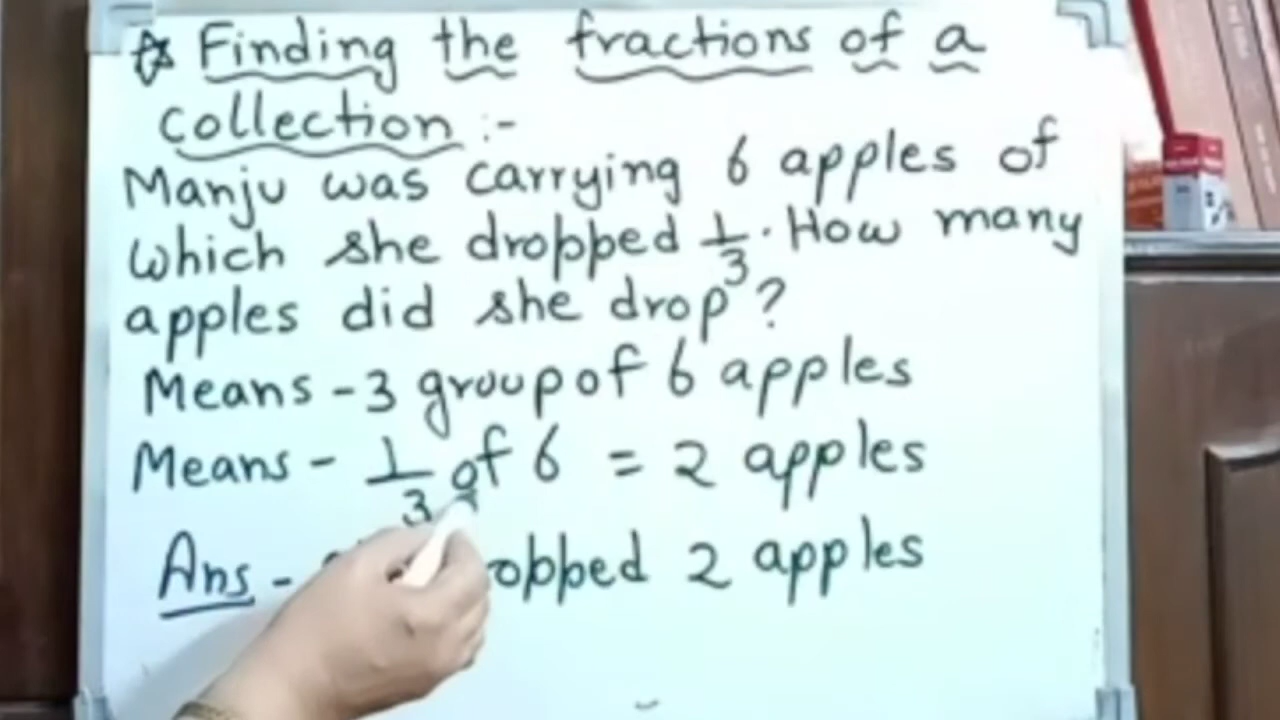 ☆ Finding the fractions of a
collection :-
Manju was carrying 6 apples of
which she dropped 1/3. How many
apples did she drop?
Means - 3 group of 6 apples
Means - 1/3 of 6 = 2 apples
Ans - 2 apples